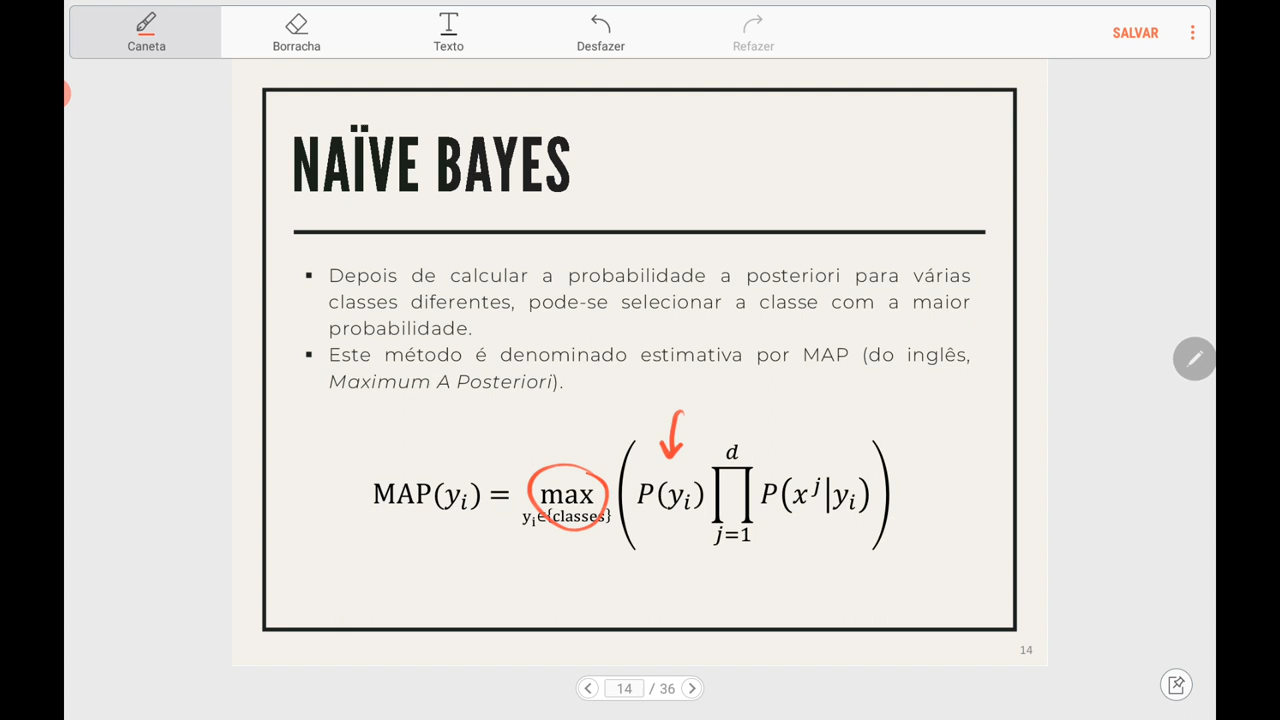 Caneta
Borracha
Texto
Desfazer
Refazer
SALVAR
NAÏVE BAYES
▪ Depois de calcular a probabilidade a posteriori para várias
classes diferentes, pode-se selecionar a classe com a maior
probabilidade.
▪ Este método é denominado estimativa por MAP (do inglês,
Maximum A Posteriori).
MAP(yᵢ) = max_{yᵢ∈{classes}} ( P(yᵢ) ∏_{j=1}^{d} P(xʲ|yᵢ) )
14
14 / 36